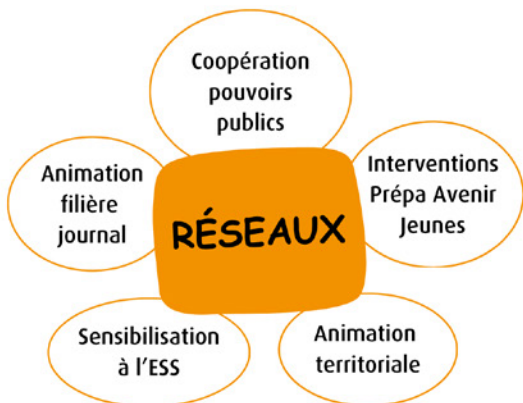 Coopération
pouvoirs
publics
Animation
filière
journal
Interventions
Prépa Avenir
Jeunes
RÉSEAUX
Sensibilisation
à l'ESS
Animation
territoriale